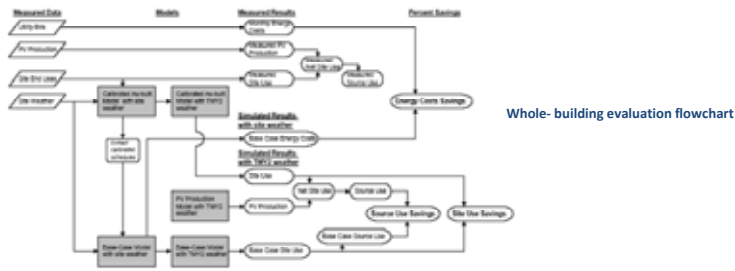 Measured Data
Models
Measured Results
Percent Savings
Utility Bills
Monthly Energy
Costs
PV Production
Measured PV
Production
Measured
Net Site Use
Measured
Source Use
Site End Uses
Measured
Site Use
Site Weather
Calibrated As-built
Model with site
weather
Calibrated As-built
Model with TMY2
weather
Energy Costs Savings
Whole- building evaluation flowchart
Simulated Results
with site weather
Base Case Energy Costs
Extract
calibrated
schedules
Simulated Results
with TMY2 weather
Site Use
Net Site Use
Source Use
PV Production
Model with TMY2
weather
PV Production
Source Use Savings
Site Use Savings
Base Case Source Use
Base-Case Model
with site weather
Base-Case Model
with TMY2 weather
Base Case Site Use